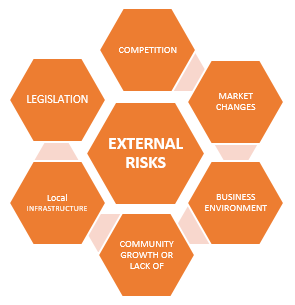 COMPETITION
LEGISLATION
MARKET
CHANGES
EXTERNAL
RISKS
Local
INFRASTRUCTURE
BUSINESS
ENVIRONMENT
COMMUNITY
GROWTH OR
LACK OF